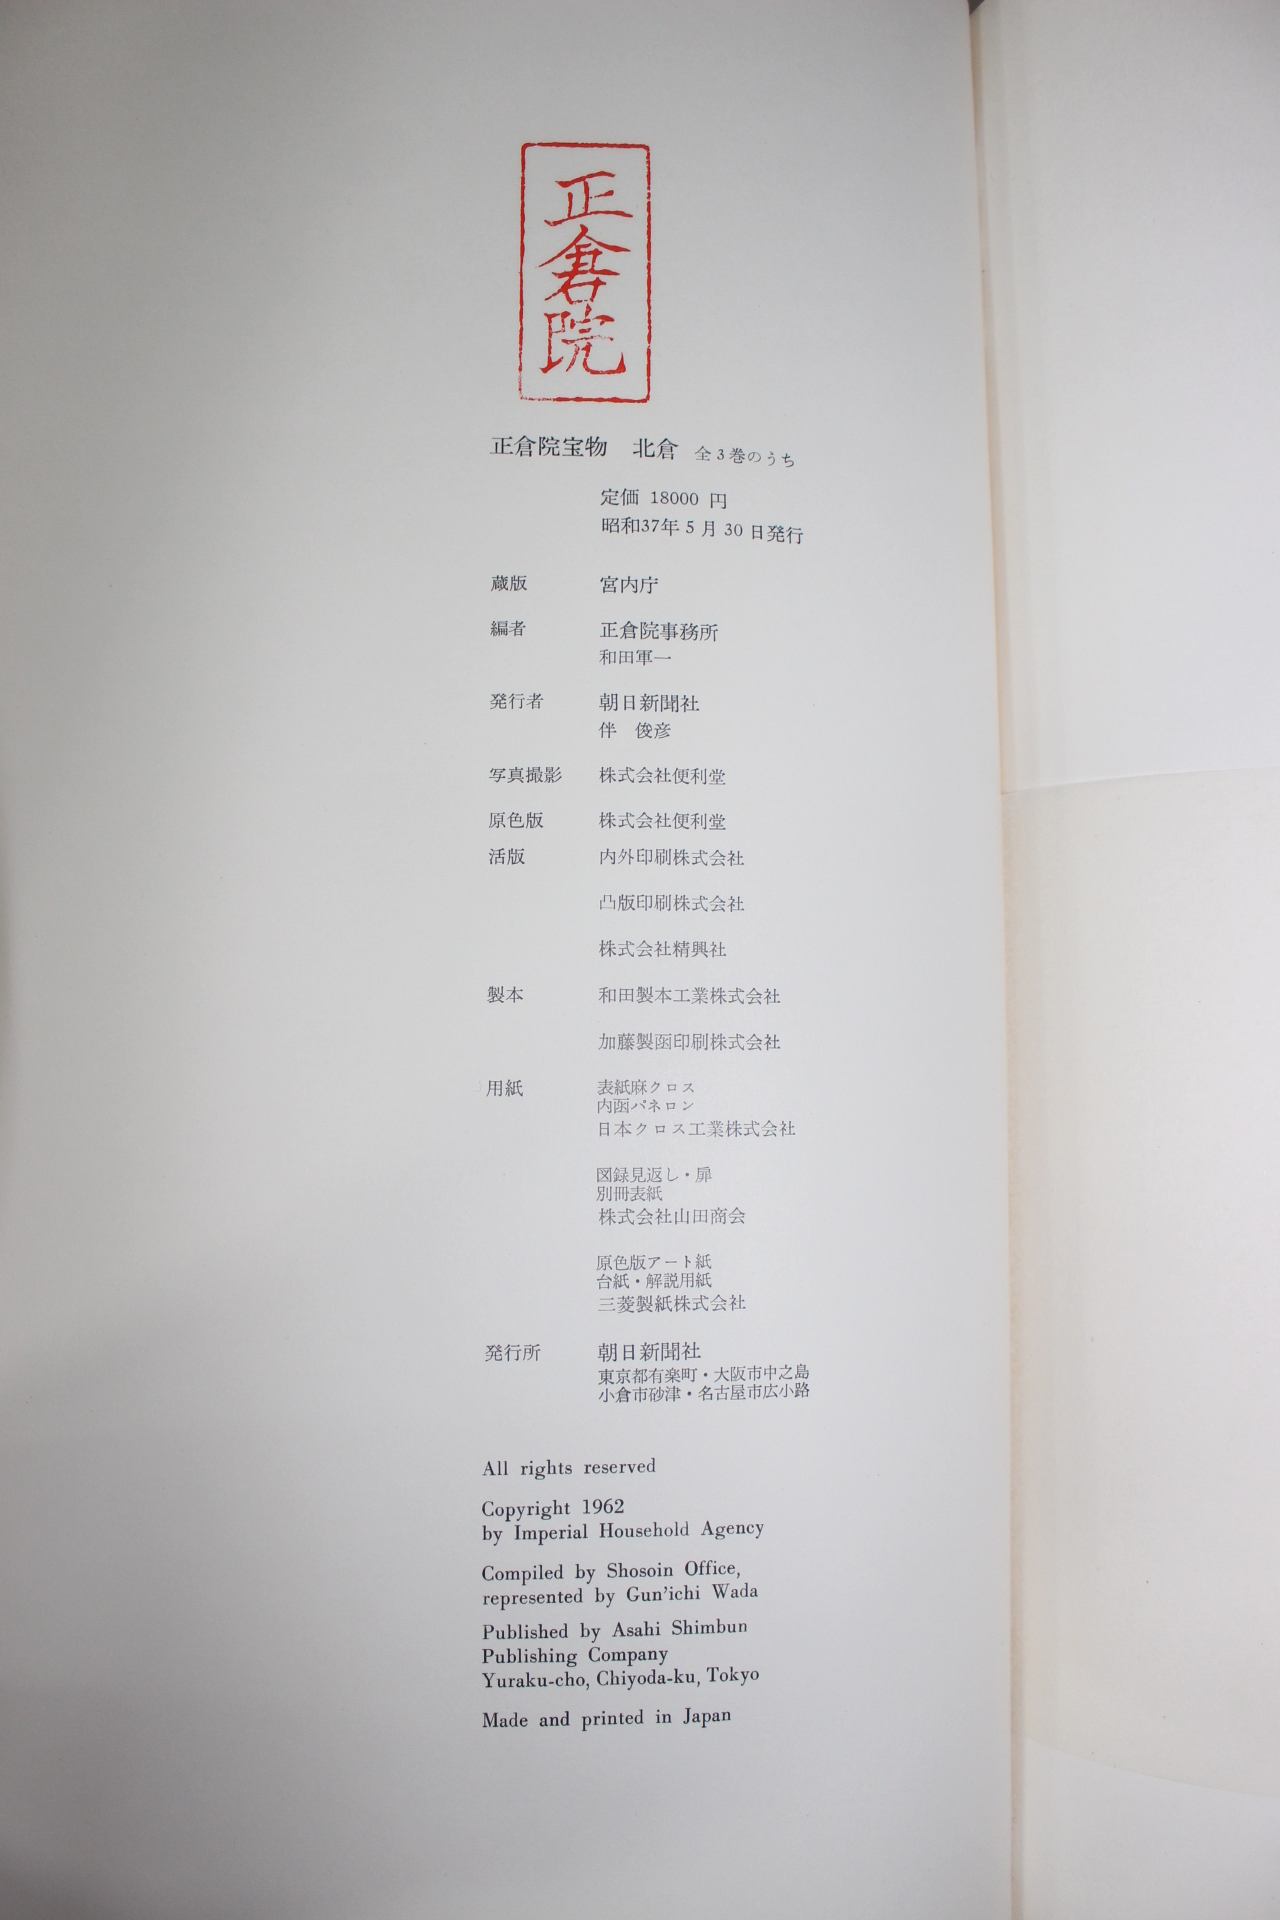 正倉院
正倉院宝物　北倉　全3巻のうち
定価 18000 円
昭和37年5月30日発行
蔵版　宮内庁
編者　正倉院事務所
和田軍一
発行者　朝日新聞社
伴　俊彦
写真撮影　株式会社便利堂
原色版　株式会社便利堂
活版　内外印刷株式会社
凸版印刷株式会社
株式会社精興社
製本　和田製本工業株式会社
加藤製函印刷株式会社
用紙　表紙麻クロス
内函パネロン
日本クロス工業株式会社
図録見返し・扉
別冊表紙
株式会社山田商会
原色版アート紙
台紙・解説用紙
三菱製紙株式会社
発行所　朝日新聞社
東京都有楽町・大阪市中之島
小倉市砂津・名古屋市広小路
All rights reserved
Copyright 1962
by Imperial Household Agency
Compiled by Shosoin Office,
represented by Gun'ichi Wada
Published by Asahi Shimbun
Publishing Company
Yuraku-cho, Chiyoda-ku, Tokyo
Made and printed in Japan